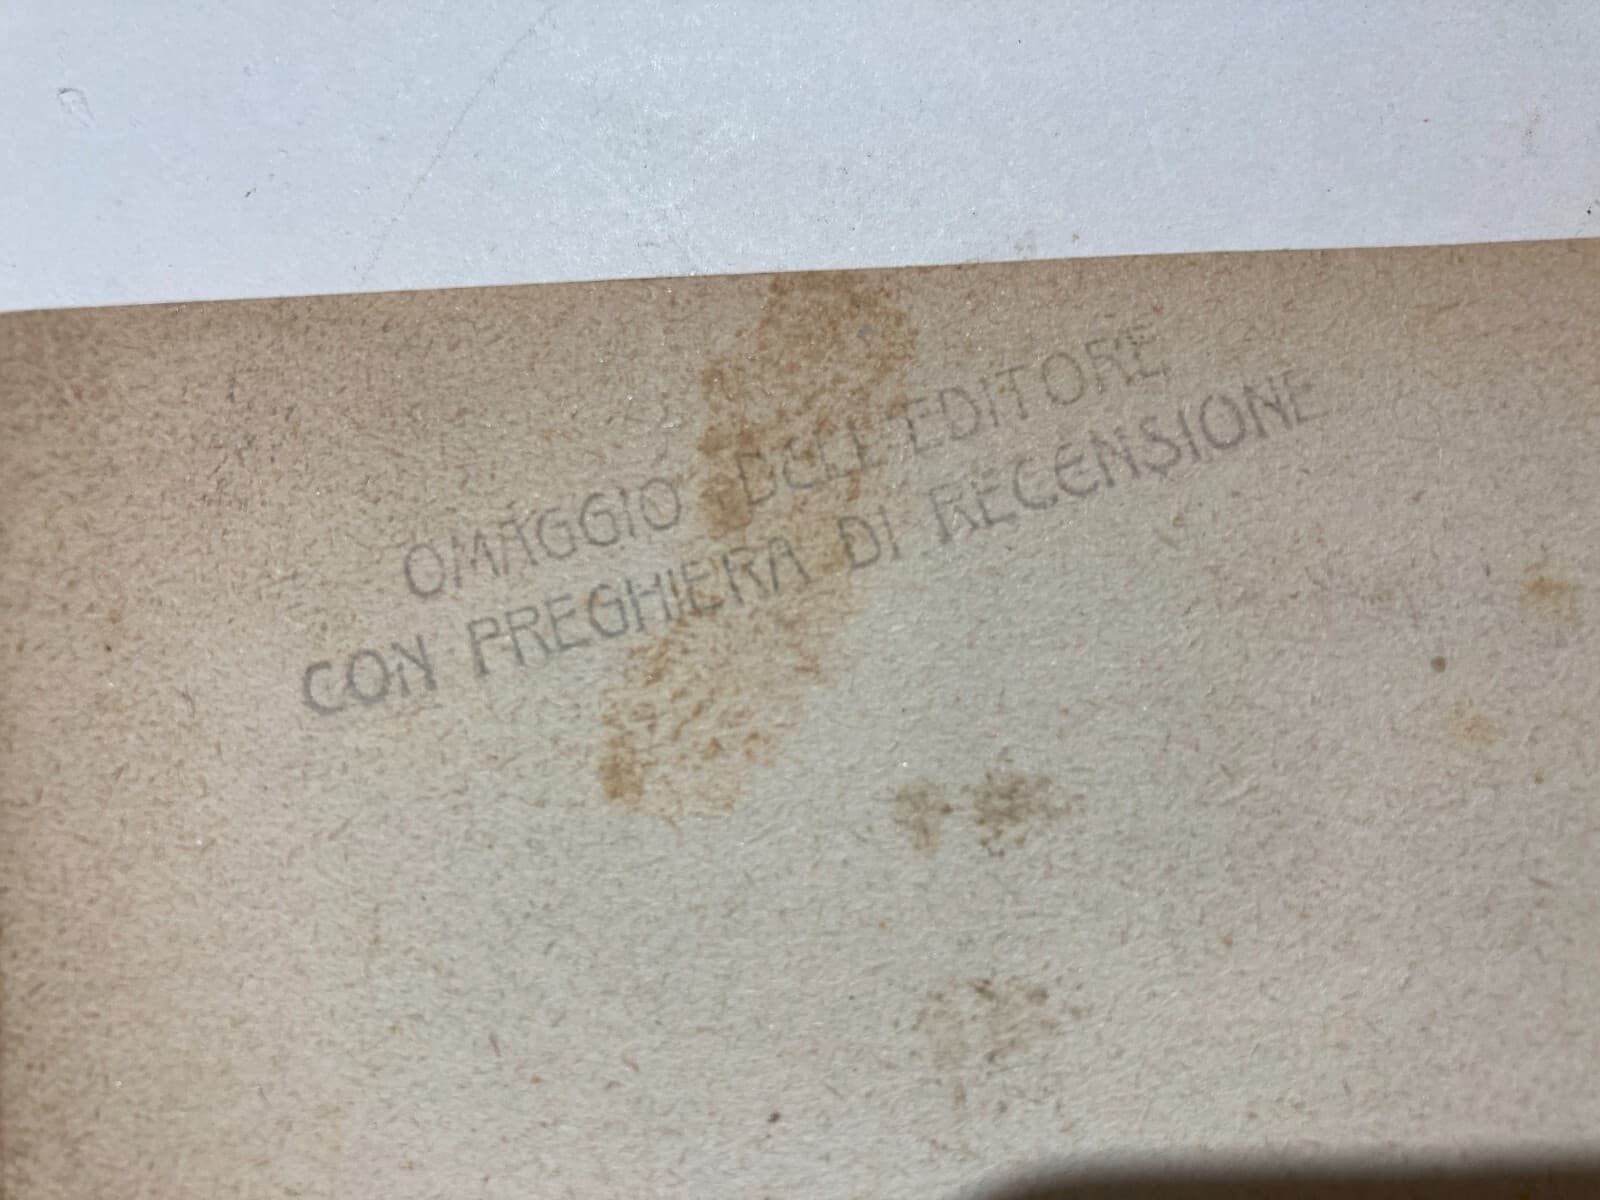 OMAGGIO DELL'EDITORE
CON PREGHIERA DI RECENSIONE